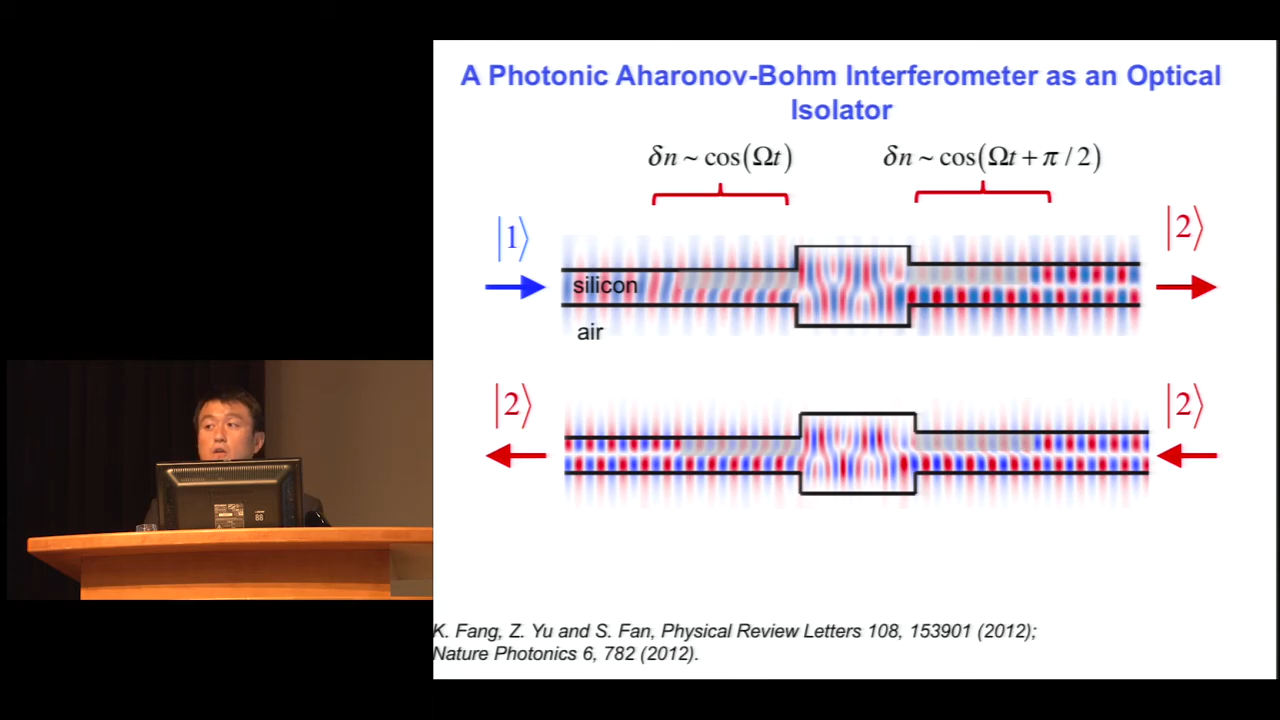 A Photonic Aharonov-Bohm Interferometer as an Optical
Isolator
δn ~ cos(Ωt)
δn ~ cos(Ωt + π / 2)
|1⟩
|2⟩
silicon
air
|2⟩
|2⟩
K. Fang, Z. Yu and S. Fan, Physical Review Letters 108, 153901 (2012);
Nature Photonics 6, 782 (2012).
88